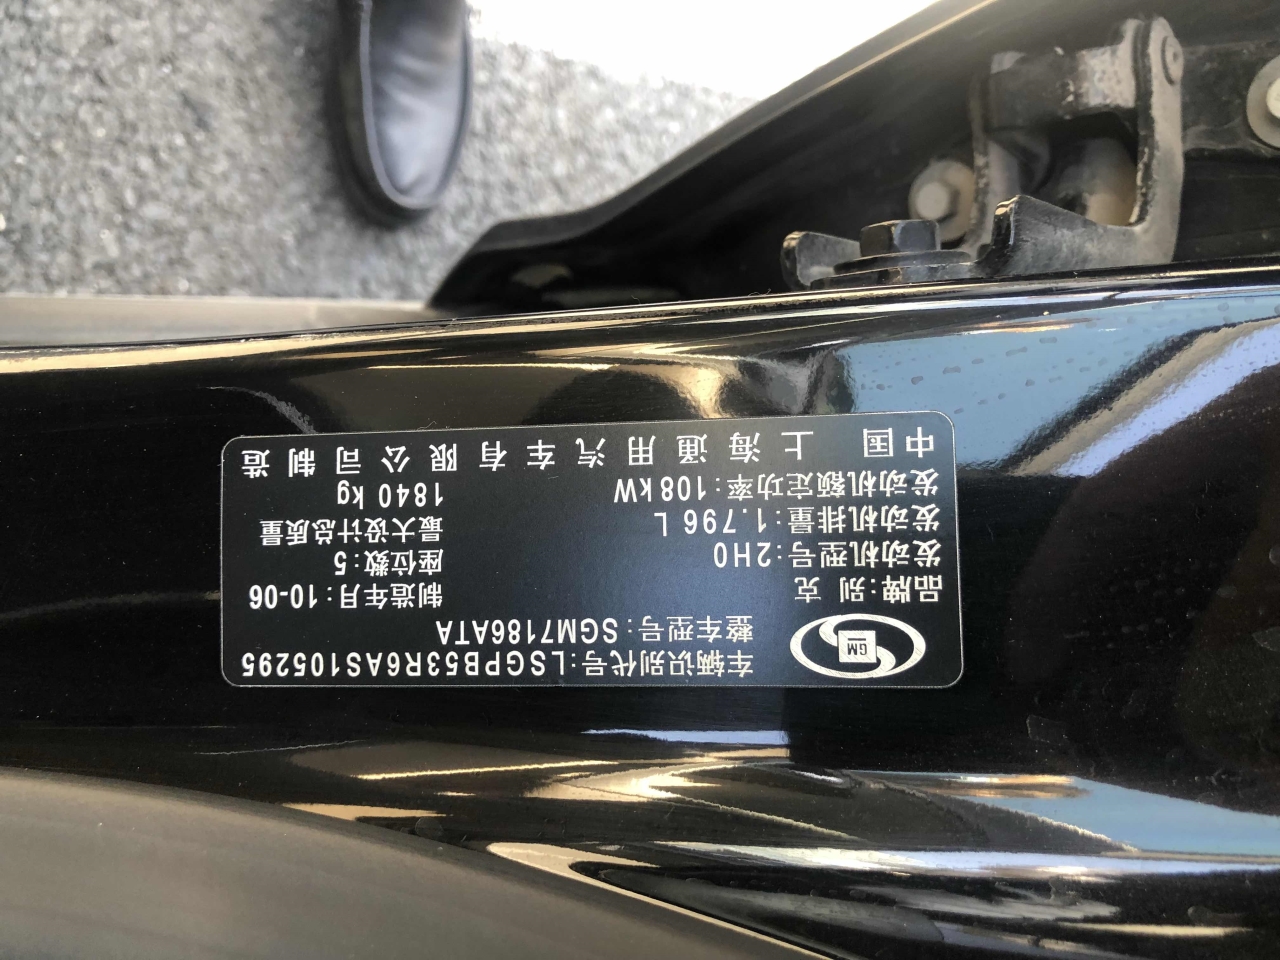 GM
车辆识别代号:LSGPB53R6AS105295
整车型号:SGM7186ATA
品牌:别 克 制造年月:10-06
发动机型号:2H0 座位数:5
发动机排量:1.796 L 最大设计总质量
发动机额定功率:108kW 1840 kg
中国 上海通用汽车有限公司制造